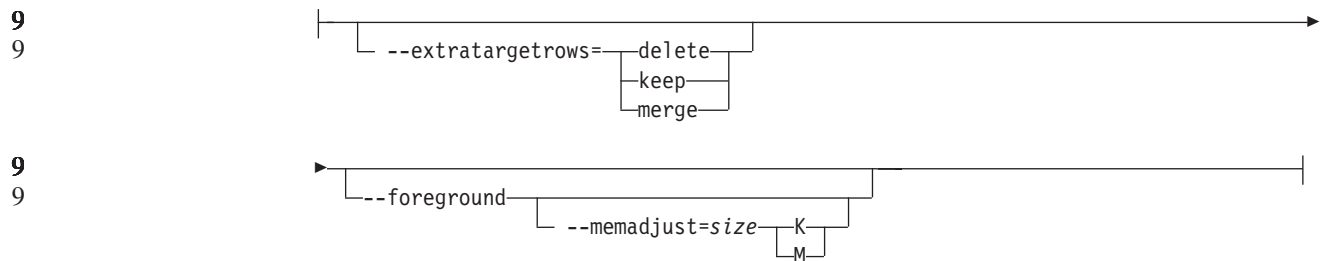 9
9 --extratargetrows= delete
keep
merge
9
9 --foreground
--memadjust=size K
M